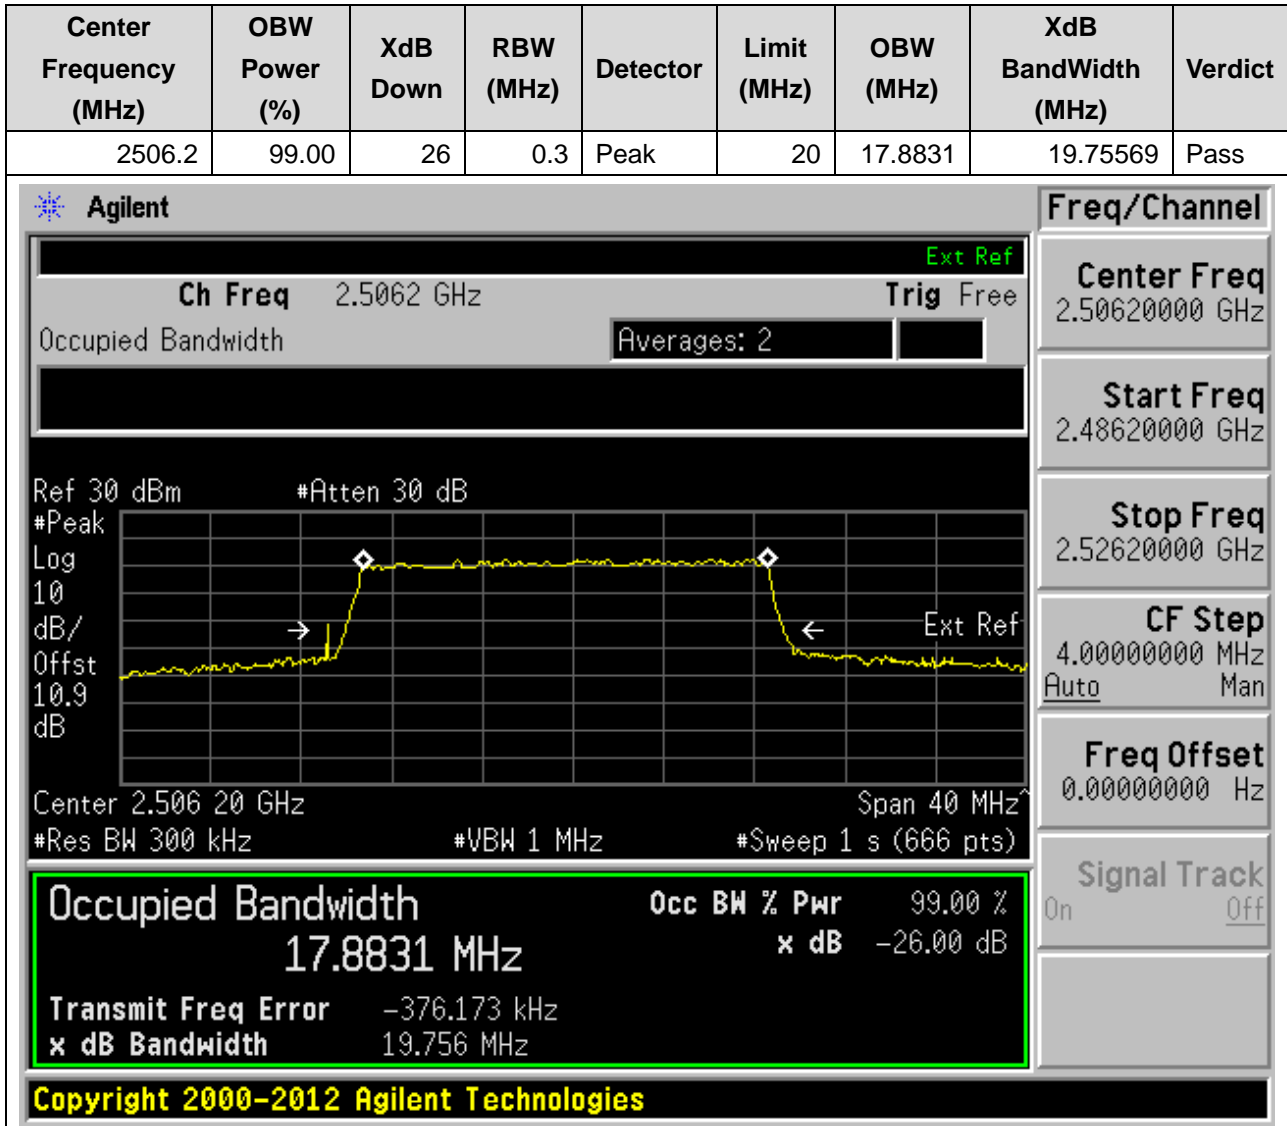 Center Frequency (MHz) OBW Power (%) XdB Down RBW (MHz) Detector Limit (MHz) OBW (MHz) XdB BandWidth (MHz) Verdict
2506.2 99.00 26 0.3 Peak 20 17.8831 19.75569 Pass
Agilent
Freq/Channel
Ext Ref
Ch Freq 2.5062 GHz Trig Free
Occupied Bandwidth Averages: 2
Center Freq
2.50620000 GHz
Start Freq
2.48620000 GHz
Stop Freq
2.52620000 GHz
CF Step
4.00000000 MHz
Auto Man
Freq Offset
0.00000000 Hz
Signal Track
On Off
Ref 30 dBm #Atten 30 dB
#Peak
Log
10
dB/
Offst
10.9
dB
Ext Ref
Center 2.506 20 GHz Span 40 MHz^
#Res BW 300 kHz #VBW 1 MHz #Sweep 1 s (666 pts)
Occupied Bandwidth
17.8831 MHz
Occ BW % Pwr 99.00 %
x dB -26.00 dB
Transmit Freq Error -376.173 kHz
x dB Bandwidth 19.756 MHz
Copyright 2000-2012 Agilent Technologies